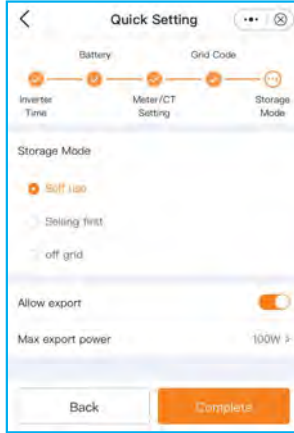 Quick Setting
Battery Grid Code
Inverter Meter/CT Storage
Time Setting Mode
Storage Mode
Self use
Selling first
off grid
Allow export
Max export power 100W >
Back Complete